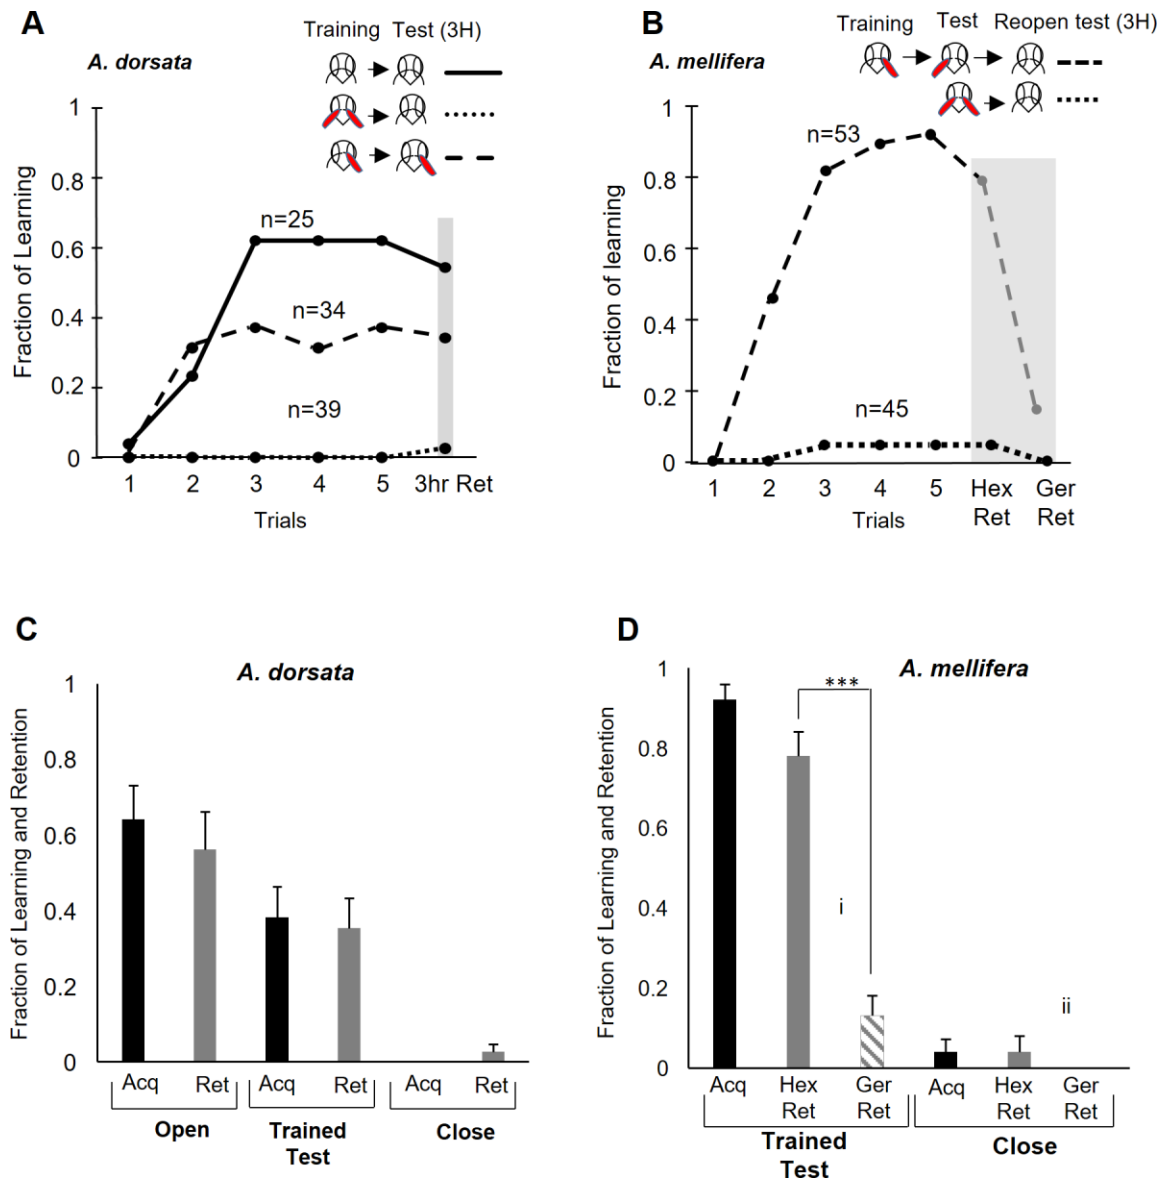 A
Training Test (3H)
A. dorsata
1
0.8
0.6
0.4
0.2
0
Fraction of Learning
n=25
n=34
n=39
1 2 3 4 5 3hr Ret
Trials
B
Training Test Reopen test (3H)
A. mellifera
1
0.8
0.6
0.4
0.2
0
Fraction of learning
n=53
n=45
1 2 3 4 5 Hex Ger
Ret Ret
Trials
C
A. dorsata
1
0.8
0.6
0.4
0.2
0
Fraction of Learning and Retention
Acq Ret Acq Ret Acq Ret
Open Trained Close
Test
D
A. mellifera
1
0.8
0.6
0.4
0.2
0
Fraction of Learning and Retention
***
i
ii
Acq Hex Ger Acq Hex Ger
Ret Ret Ret Ret
Trained Close
Test